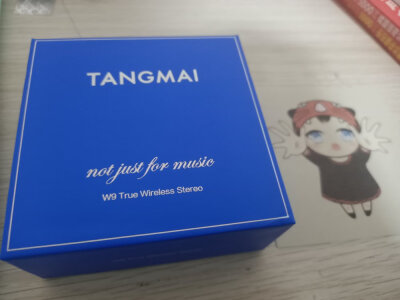 TANGMAI
not just for music
W9 True Wireless Stereo